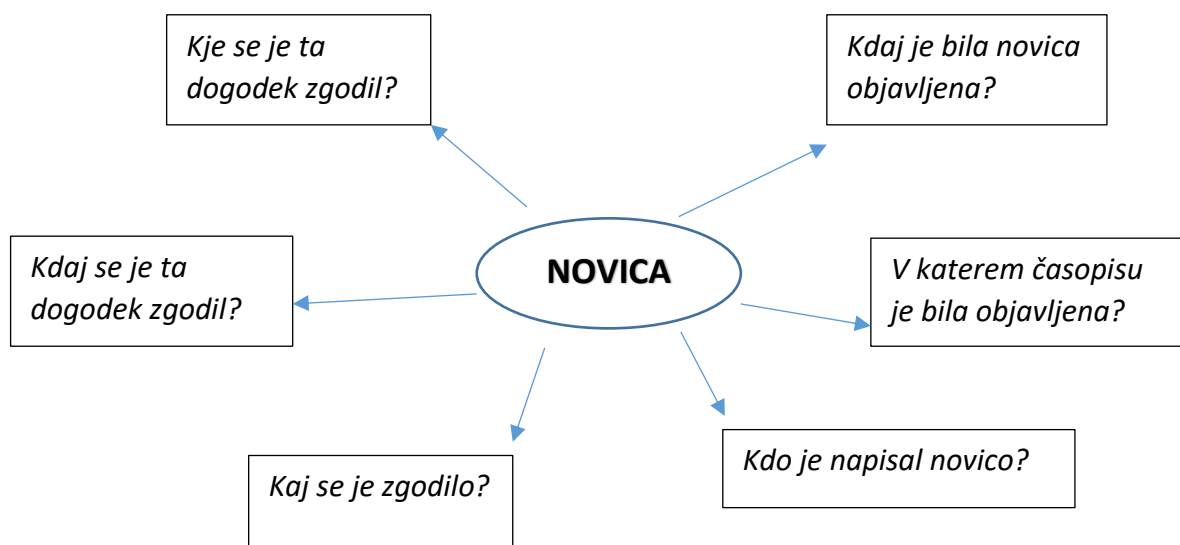 Kje se je ta
dogodek zgodil?
Kdaj je bila novica
objavljena?
Kdaj se je ta
dogodek zgodil?
NOVICA
V katerem časopisu
je bila objavljena?
Kaj se je zgodilo?
Kdo je napisal novico?